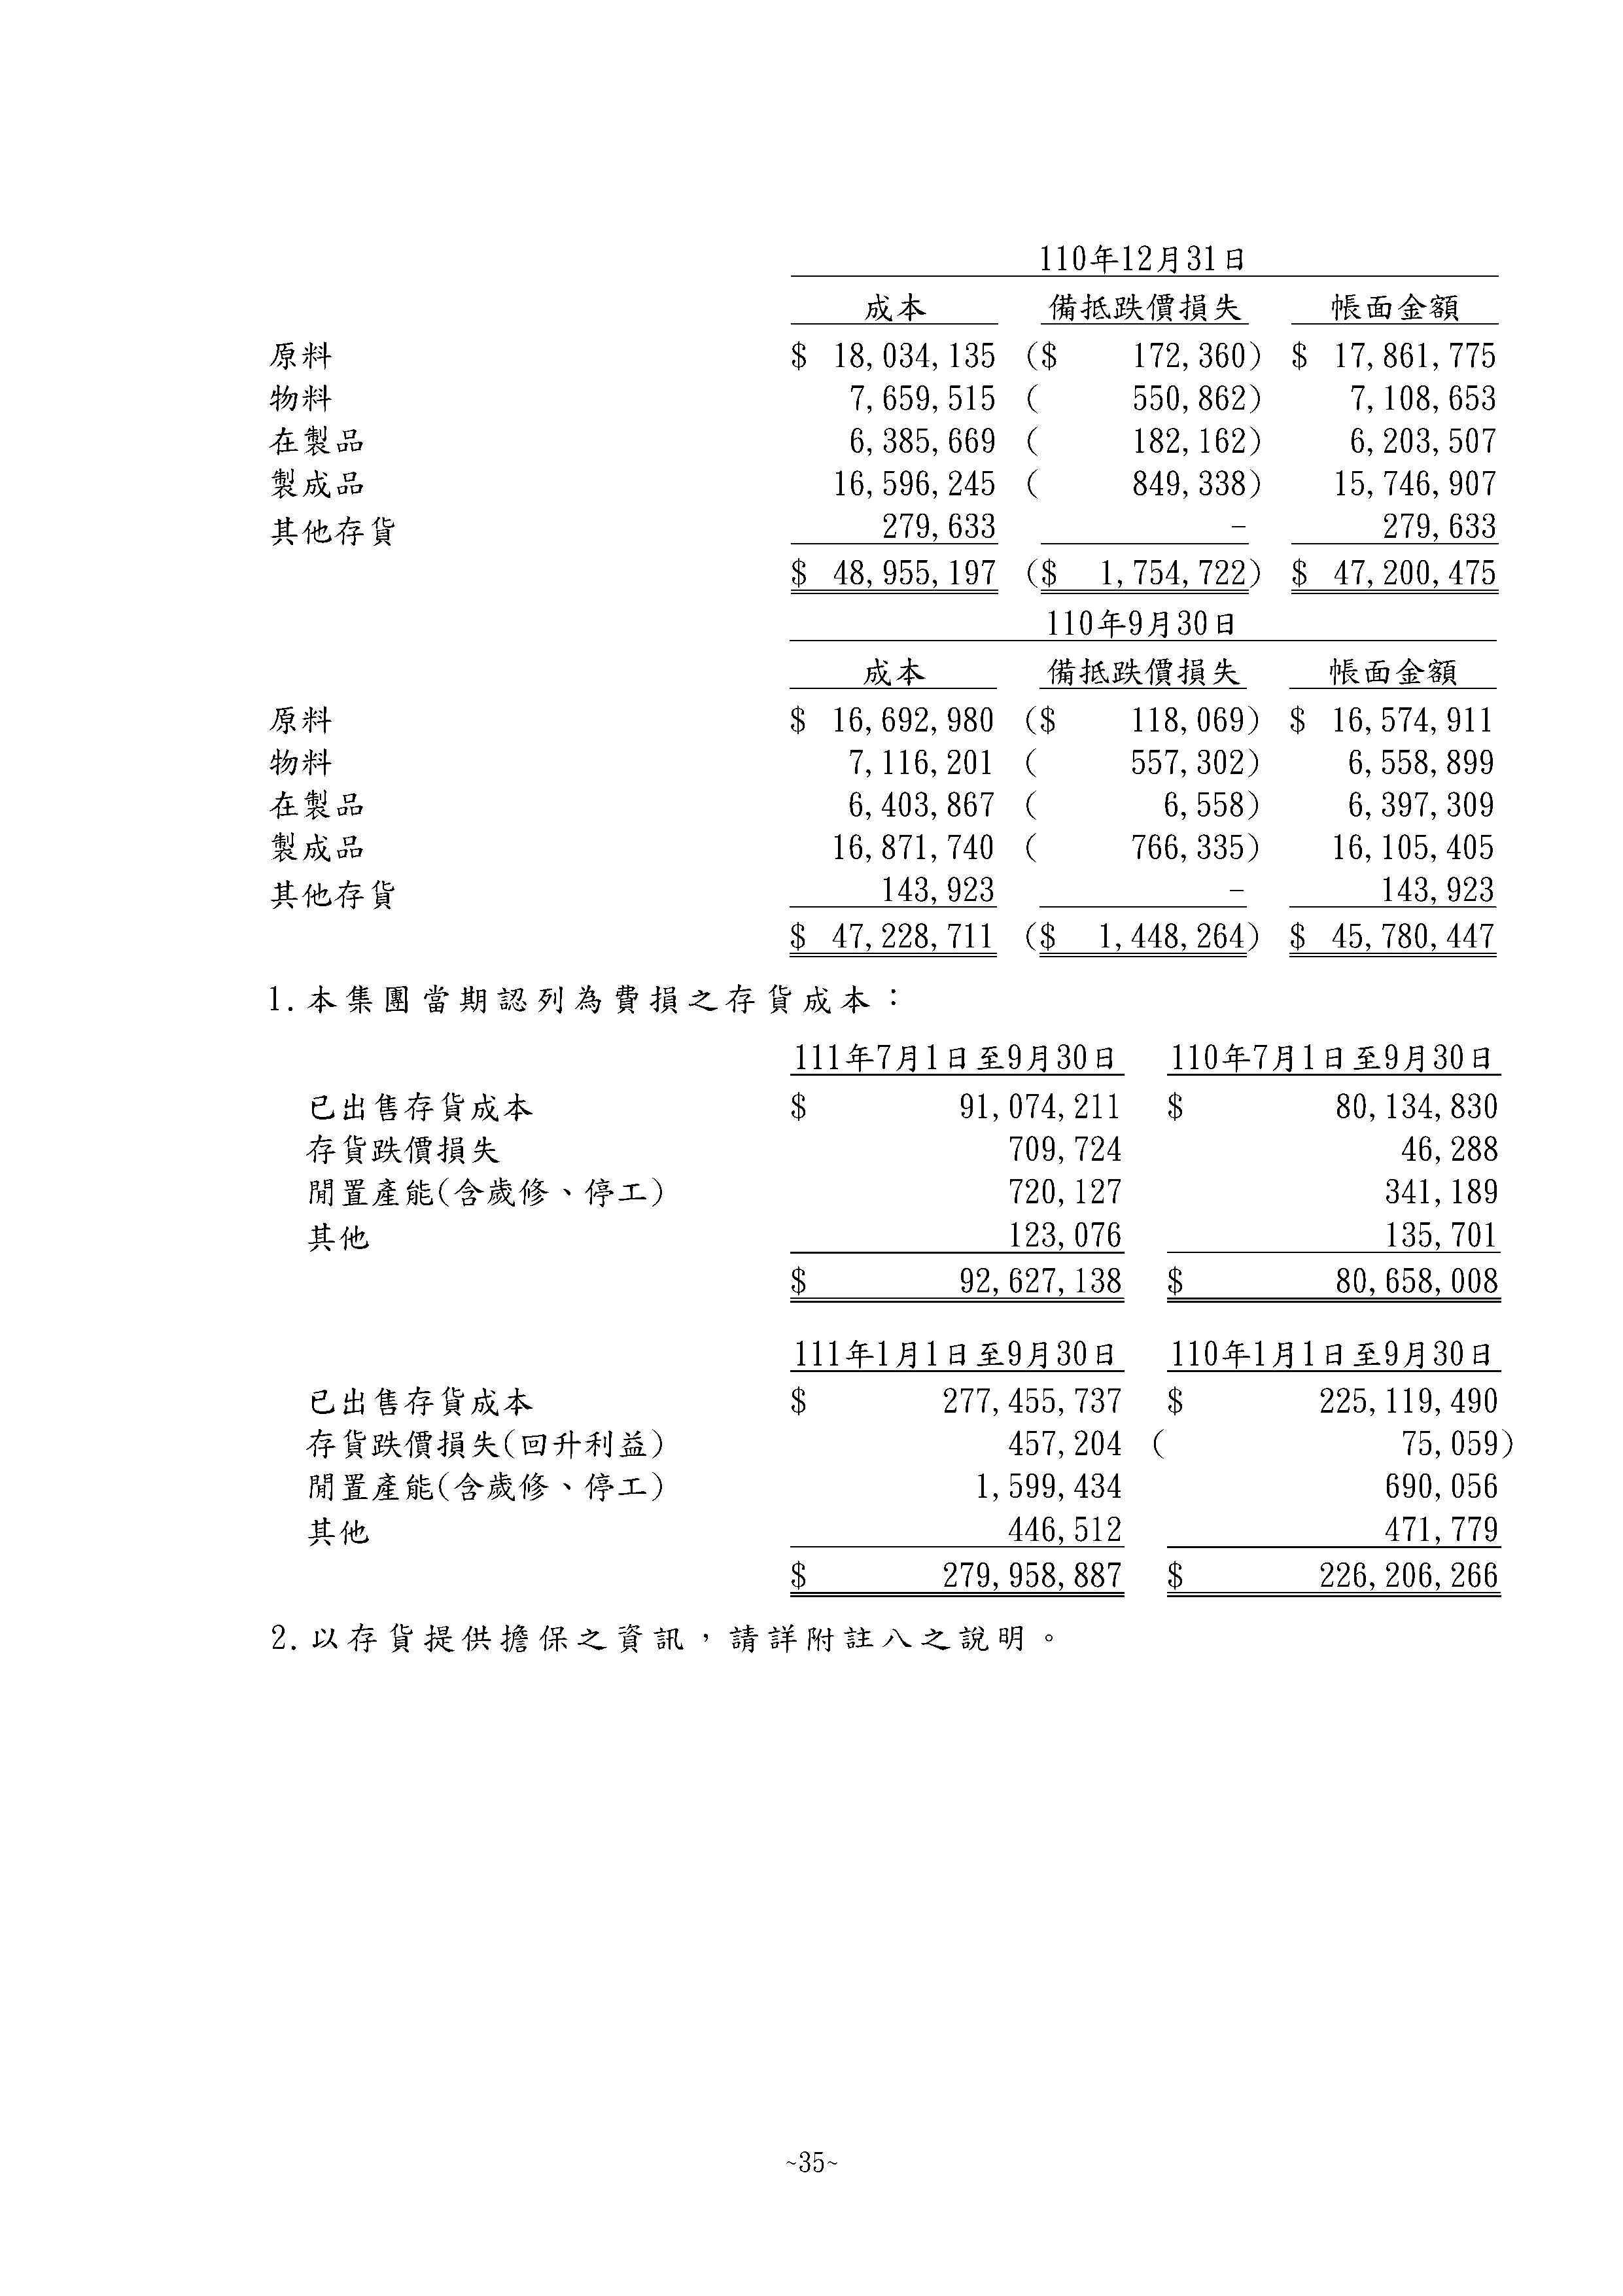 110年12月31日
成本 備抵跌價損失 帳面金額
原料 $ 18,034,135 ($ 172,360) $ 17,861,775
物料 7,659,515 ( 550,862) 7,108,653
在製品 6,385,669 ( 182,162) 6,203,507
製成品 16,596,245 ( 849,338) 15,746,907
其他存貨 279,633 - 279,633
$ 48,955,197 ($ 1,754,722) $ 47,200,475
110年9月30日
成本 備抵跌價損失 帳面金額
原料 $ 16,692,980 ($ 118,069) $ 16,574,911
物料 7,116,201 ( 557,302) 6,558,899
在製品 6,403,867 ( 6,558) 6,397,309
製成品 16,871,740 ( 766,335) 16,105,405
其他存貨 143,923 - 143,923
$ 47,228,711 ($ 1,448,264) $ 45,780,447
1.本集團當期認列為費損之存貨成本：
111年7月1日至9月30日 110年7月1日至9月30日
已出售存貨成本 $ 91,074,211 $ 80,134,830
存貨跌價損失 709,724 46,288
閒置產能(含歲修、停工) 720,127 341,189
其他 123,076 135,701
$ 92,627,138 $ 80,658,008
111年1月1日至9月30日 110年1月1日至9月30日
已出售存貨成本 $ 277,455,737 $ 225,119,490
存貨跌價損失(回升利益) 457,204 ( 75,059)
閒置產能(含歲修、停工) 1,599,434 690,056
其他 446,512 471,779
$ 279,958,887 $ 226,206,266
2.以存貨提供擔保之資訊，請詳附註八之說明。
~35~